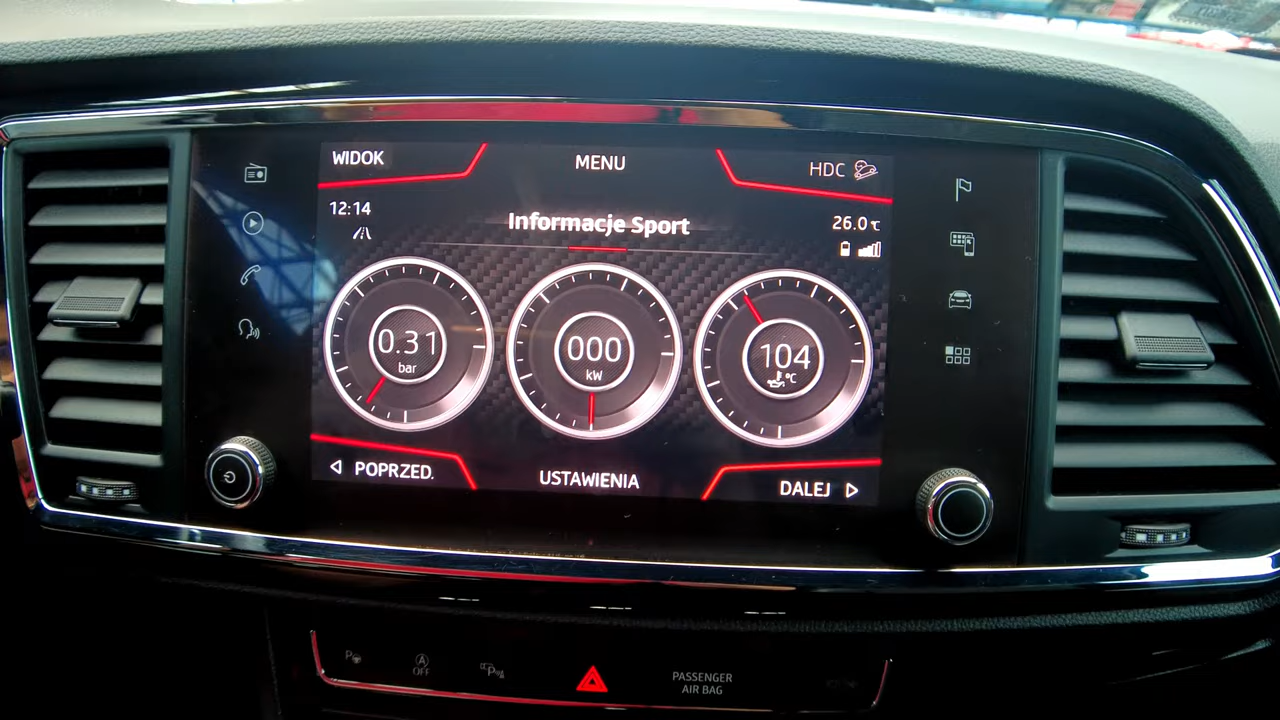 WIDOK
MENU
HDC
12:14
Informacje Sport
26.0°C
0.31
bar
000
kW
104
°C
POPRZED.
USTAWIENIA
DALEJ
P
A
OFF
P
PASSENGER
AIR BAG